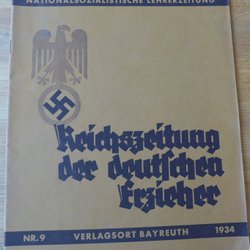 NATIONALSOZIALISTISCHE LEHRERZEITUNG
Reichszeitung
der deutschen
Erzieher
NR. 9 VERLAGSORT BAYREUTH 1934